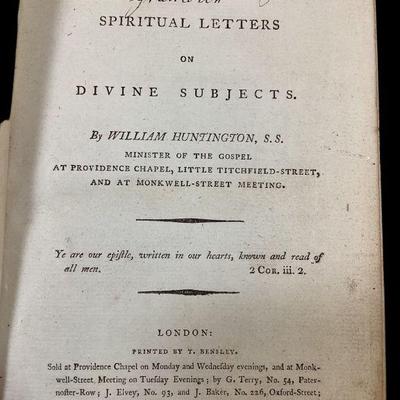 SPIRITUAL LETTERS
ON
DIVINE SUBJECTS.
By WILLIAM HUNTINGTON, S.S.
MINISTER OF THE GOSPEL
AT PROVIDENCE CHAPEL, LITTLE TITCHFIELD-STREET,
AND AT MONKWELL-STREET MEETING.
Ye are our epistle, written in our hearts, known and read of
all men. 2 COR. iii. 2.
LONDON:
PRINTED BY T. BENSLEY.
Sold at Providence Chapel on Monday and Wednesday evenings, and at Monk-
well-Street Meeting on Tuesday Evenings; by G. Terry, No. 54, Pater-
noster-Row; J. Elvey, No. 93, and J. Baker, No. 226, Oxford-Street;